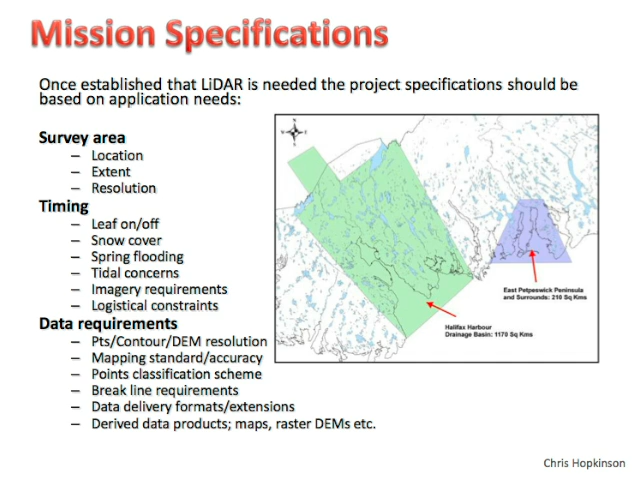 Mission Specifications
Once established that LiDAR is needed the project specifications should be
based on application needs:
Survey area
– Location
– Extent
– Resolution
Timing
– Leaf on/off
– Snow cover
– Spring flooding
– Tidal concerns
– Imagery requirements
– Logistical constraints
Data requirements
– Pts/Contour/DEM resolution
– Mapping standard/accuracy
– Points classification scheme
– Break line requirements
– Data delivery formats/extensions
– Derived data products; maps, raster DEMs etc.
East Petpeswick Peninsula
and Surrounds: 210 Sq Kms
Halifax Harbour
Drainage Basin: 1170 Sq Kms
Chris Hopkinson